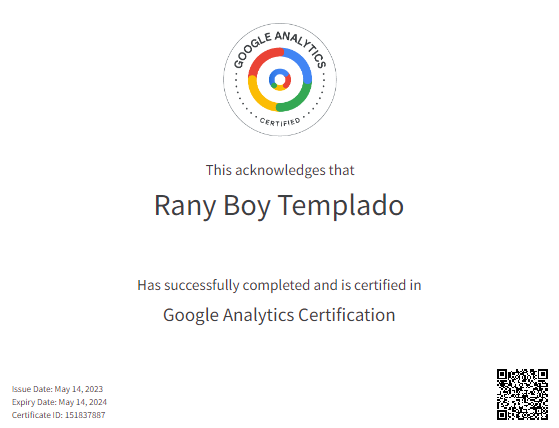 GOOGLE ANALYTICS
CERTIFIED
This acknowledges that
Rany Boy Templado
Has successfully completed and is certified in
Google Analytics Certification
Issue Date: May 14, 2023
Expiry Date: May 14, 2024
Certificate ID: 151837887